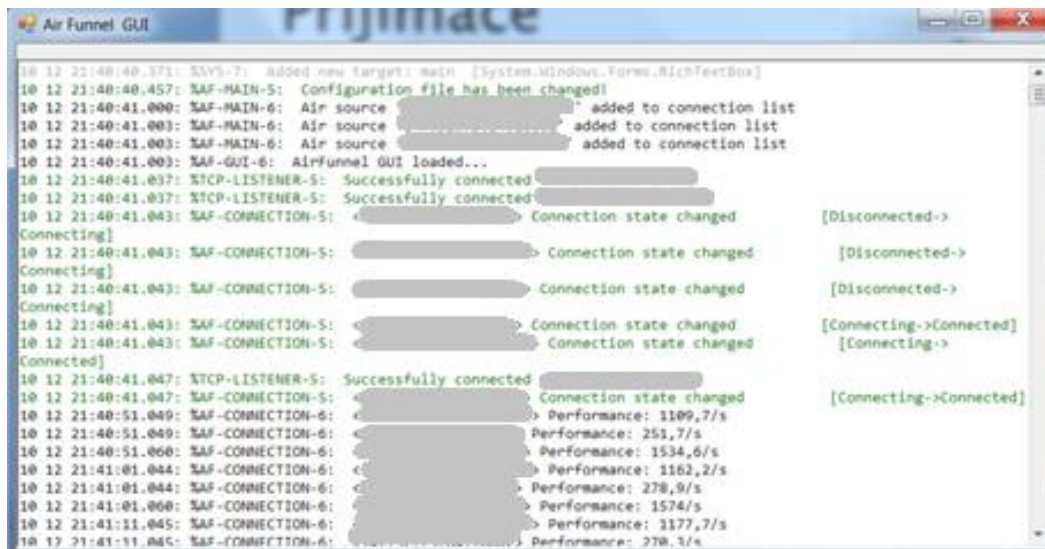 Přijímače
Air Funnel GUI
10 12 21:40:40.371: %SYS-7: Added new target: main [System.Windows.Forms.RichTextBox]
10 12 21:40:40.457: %AF-MAIN-5: Configuration file has been changed!
10 12 21:40:41.000: %AF-MAIN-6: Air source ' ' added to connection list
10 12 21:40:41.003: %AF-MAIN-6: Air source added to connection list
10 12 21:40:41.003: %AF-MAIN-6: Air source ' ' added to connection list
10 12 21:40:41.003: %AF-GUI-6: AirFunnel GUI loaded...
10 12 21:40:41.037: %TCP-LISTENER-5: Successfully connected
10 12 21:40:41.037: %TCP-LISTENER-5: Successfully connected
10 12 21:40:41.043: %AF-CONNECTION-5: < > Connection state changed [Disconnected->
Connecting]
10 12 21:40:41.043: %AF-CONNECTION-5: > Connection state changed [Disconnected->
Connecting]
10 12 21:40:41.043: %AF-CONNECTION-5: > Connection state changed [Disconnected->
Connecting]
10 12 21:40:41.043: %AF-CONNECTION-5: < > Connection state changed [Connecting->Connected]
10 12 21:40:41.043: %AF-CONNECTION-5: < > Connection state changed [Connecting->
Connected]
10 12 21:40:41.047: %TCP-LISTENER-5: Successfully connected
10 12 21:40:41.047: %AF-CONNECTION-5: < > Connection state changed [Connecting->Connected]
10 12 21:40:51.049: %AF-CONNECTION-6: < > Performance: 1109,7/s
10 12 21:40:51.049: %AF-CONNECTION-6: < Performance: 251,7/s
10 12 21:40:51.060: %AF-CONNECTION-6: < > Performance: 1534,6/s
10 12 21:41:01.044: %AF-CONNECTION-6: < > Performance: 1162,2/s
10 12 21:41:01.044: %AF-CONNECTION-6: < > Performance: 278,9/s
10 12 21:41:01.060: %AF-CONNECTION-6: < > Performance: 1574/s
10 12 21:41:11.045: %AF-CONNECTION-6: < > Performance: 1177,7/s
10 12 21:41:11.045: %AF-CONNECTION-6: < > Performance: 270,3/s